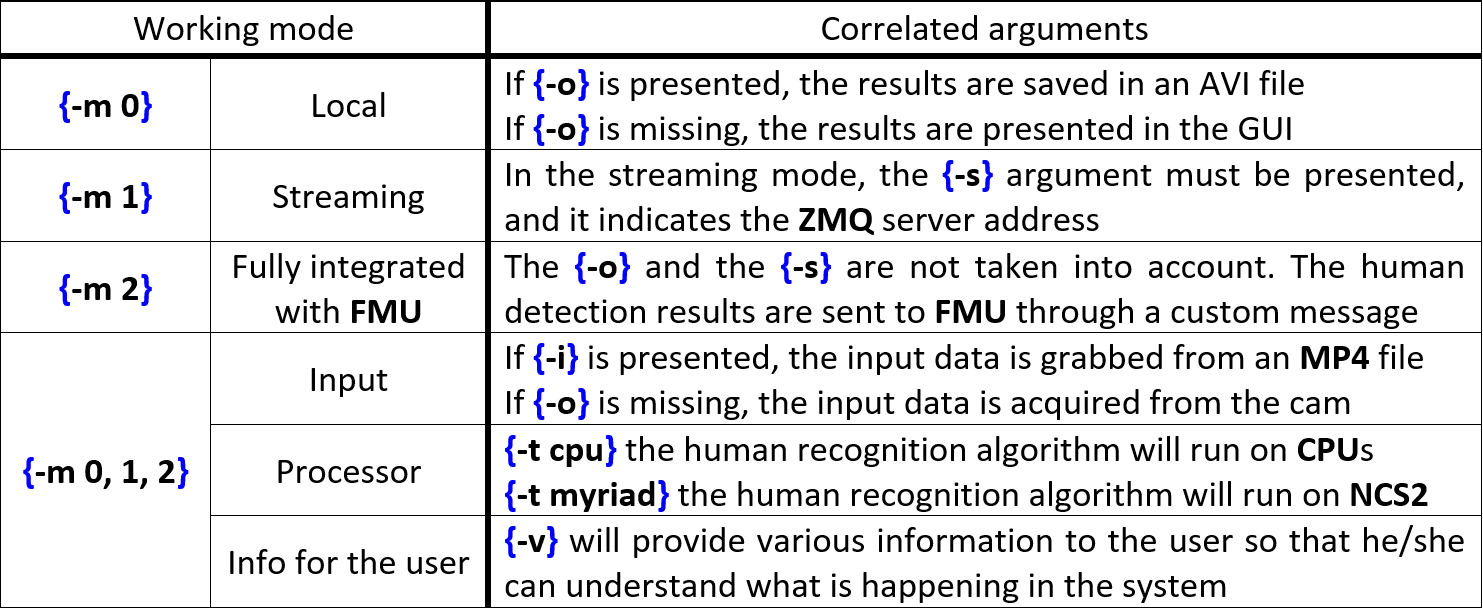 Working mode
Correlated arguments
{-m 0}
Local
If {-o} is presented, the results are saved in an AVI file
If {-o} is missing, the results are presented in the GUI
{-m 1}
Streaming
In the streaming mode, the {-s} argument must be presented,
and it indicates the ZMQ server address
{-m 2}
Fully integrated
with FMU
The {-o} and the {-s} are not taken into account. The human
detection results are sent to FMU through a custom message
{-m 0, 1, 2}
Input
If {-i} is presented, the input data is grabbed from an MP4 file
If {-o} is missing, the input data is acquired from the cam
Processor
{-t cpu} the human recognition algorithm will run on CPUs
{-t myriad} the human recognition algorithm will run on NCS2
Info for the user
{-v} will provide various information to the user so that he/she
can understand what is happening in the system